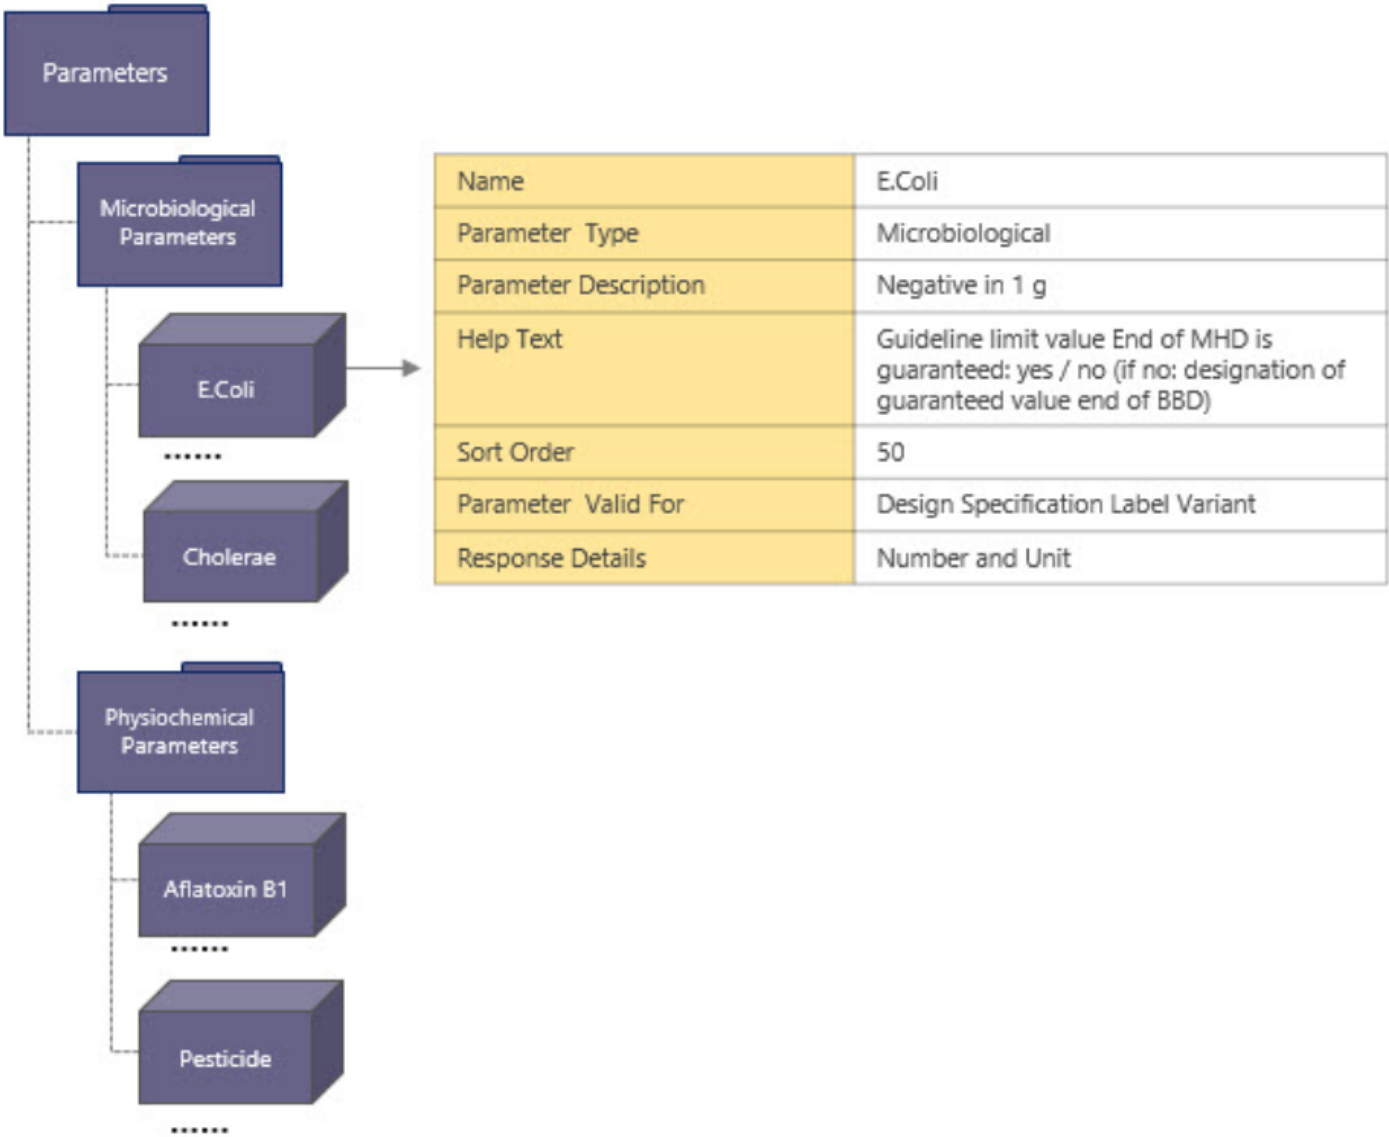 Parameters
Microbiological
Parameters
E.Coli
......
Cholerae
......
Physiochemical
Parameters
Aflatoxin B1
......
Pesticide
......
Name E.Coli
Parameter Type Microbiological
Parameter Description Negative in 1 g
Help Text Guideline limit value End of MHD is
guaranteed: yes / no (if no: designation of
guaranteed value end of BBD)
Sort Order 50
Parameter Valid For Design Specification Label Variant
Response Details Number and Unit